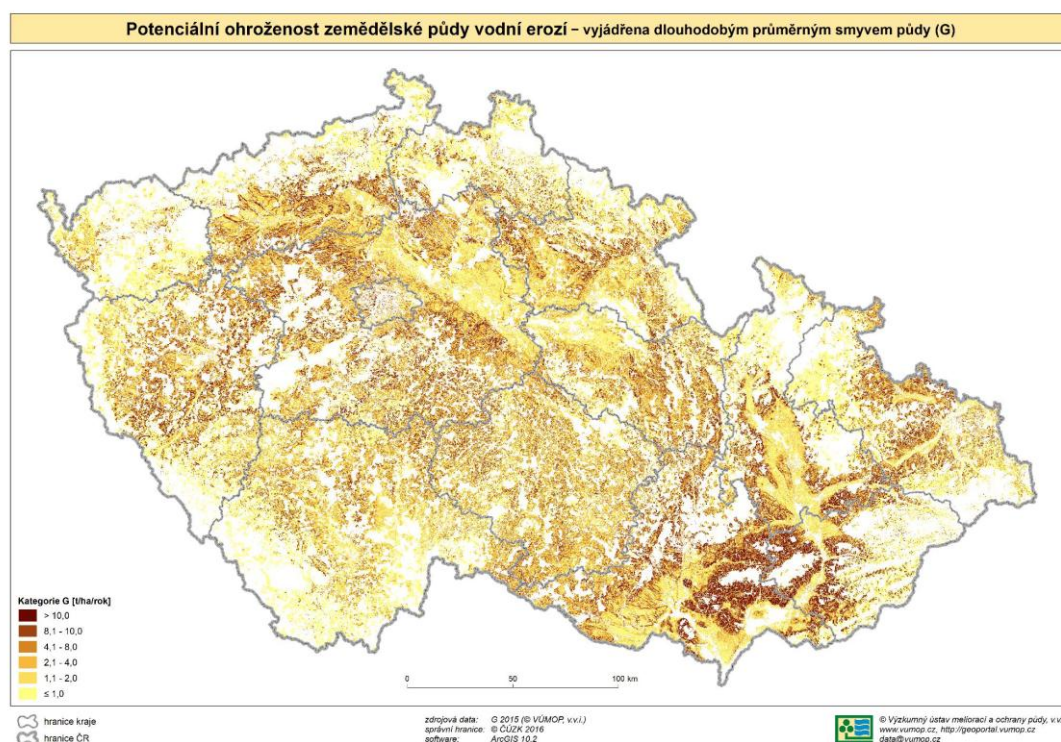 Potenciální ohroženost zemědělské půdy vodní erozí – vyjádřena dlouhodobým průměrným smyvem půdy (G)
Kategorie G [t/ha/rok]
> 10,0
8,1 - 10,0
4,1 - 8,0
2,1 - 4,0
1,1 - 2,0
≤ 1,0
0 50 100 km
hranice kraje
hranice ČR
zdrojová data: G 2015 (© VÚMOP, v.v.i.)
správní hranice: © ČÚZK 2016
software: ArcGIS 10.2
© Výzkumný ústav meliorací a ochrany půdy, v.v.
www.vumop.cz, http://geoportal.vumop.cz
data@vumop.cz